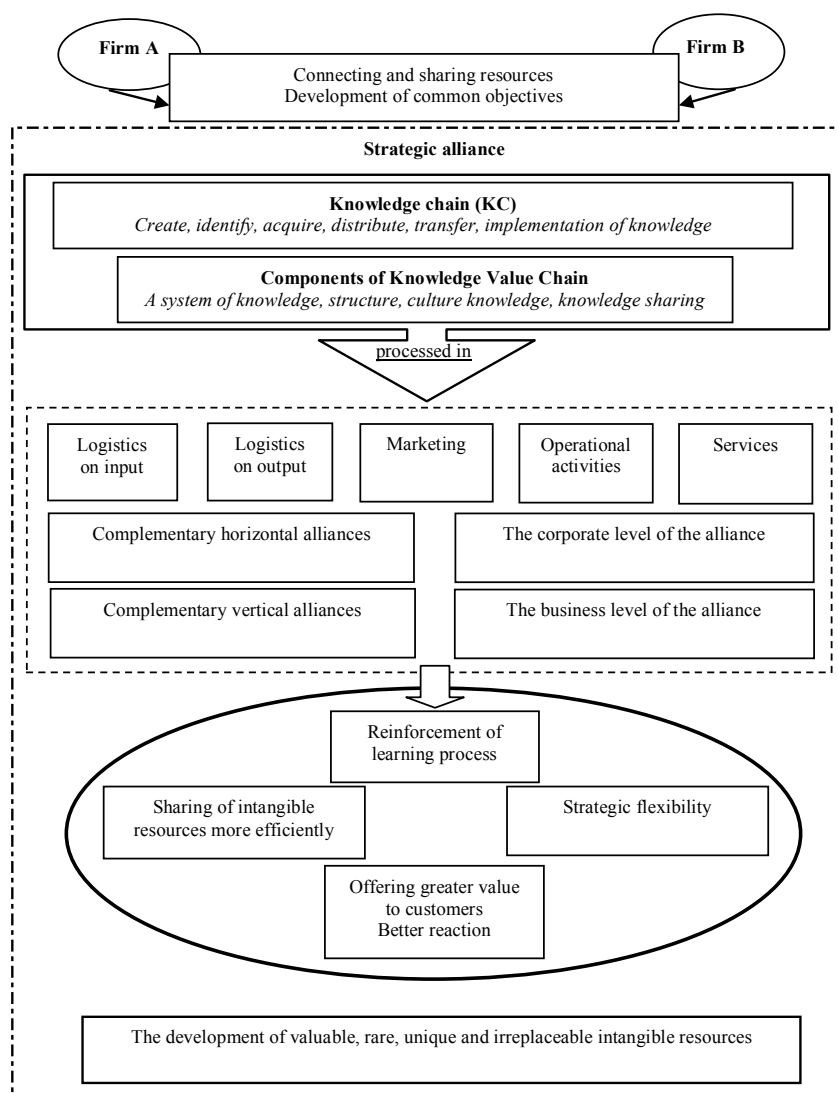 Firm A
Firm B
Connecting and sharing resources
Development of common objectives
Strategic alliance
Knowledge chain (KC)
Create, identify, acquire, distribute, transfer, implementation of knowledge
Components of Knowledge Value Chain
A system of knowledge, structure, culture knowledge, knowledge sharing
processed in
Logistics
on input
Logistics
on output
Marketing
Operational
activities
Services
Complementary horizontal alliances
The corporate level of the alliance
Complementary vertical alliances
The business level of the alliance
Reinforcement of
learning process
Sharing of intangible
resources more efficiently
Strategic flexibility
Offering greater value
to customers
Better reaction
The development of valuable, rare, unique and irreplaceable intangible resources